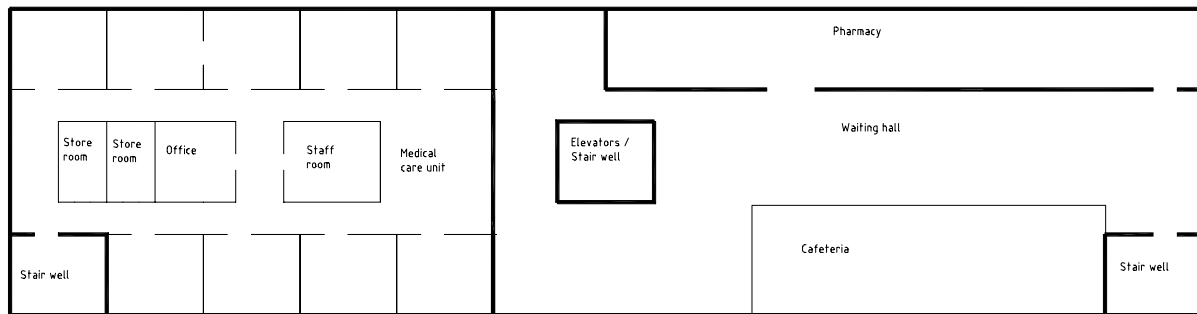 Pharmacy
Waiting hall
Store
room
Store
room
Office
Staff
room
Medical
care unit
Elevators /
Stair well
Cafeteria
Stair well
Stair well